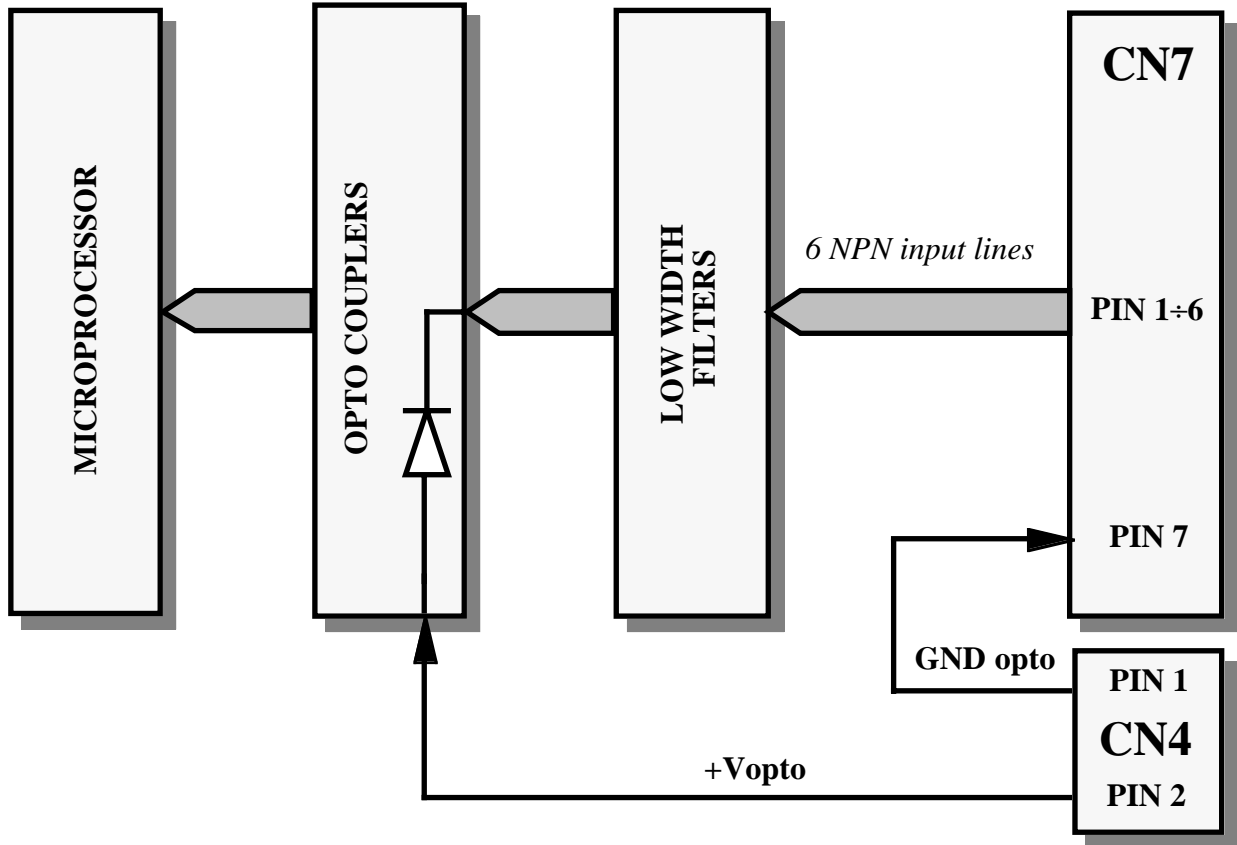 MICROPROCESSOR
OPTO COUPLERS
LOW WIDTH
FILTERS
6 NPN input lines
CN7
PIN 1÷6
PIN 7
GND opto
+Vopto
PIN 1
CN4
PIN 2